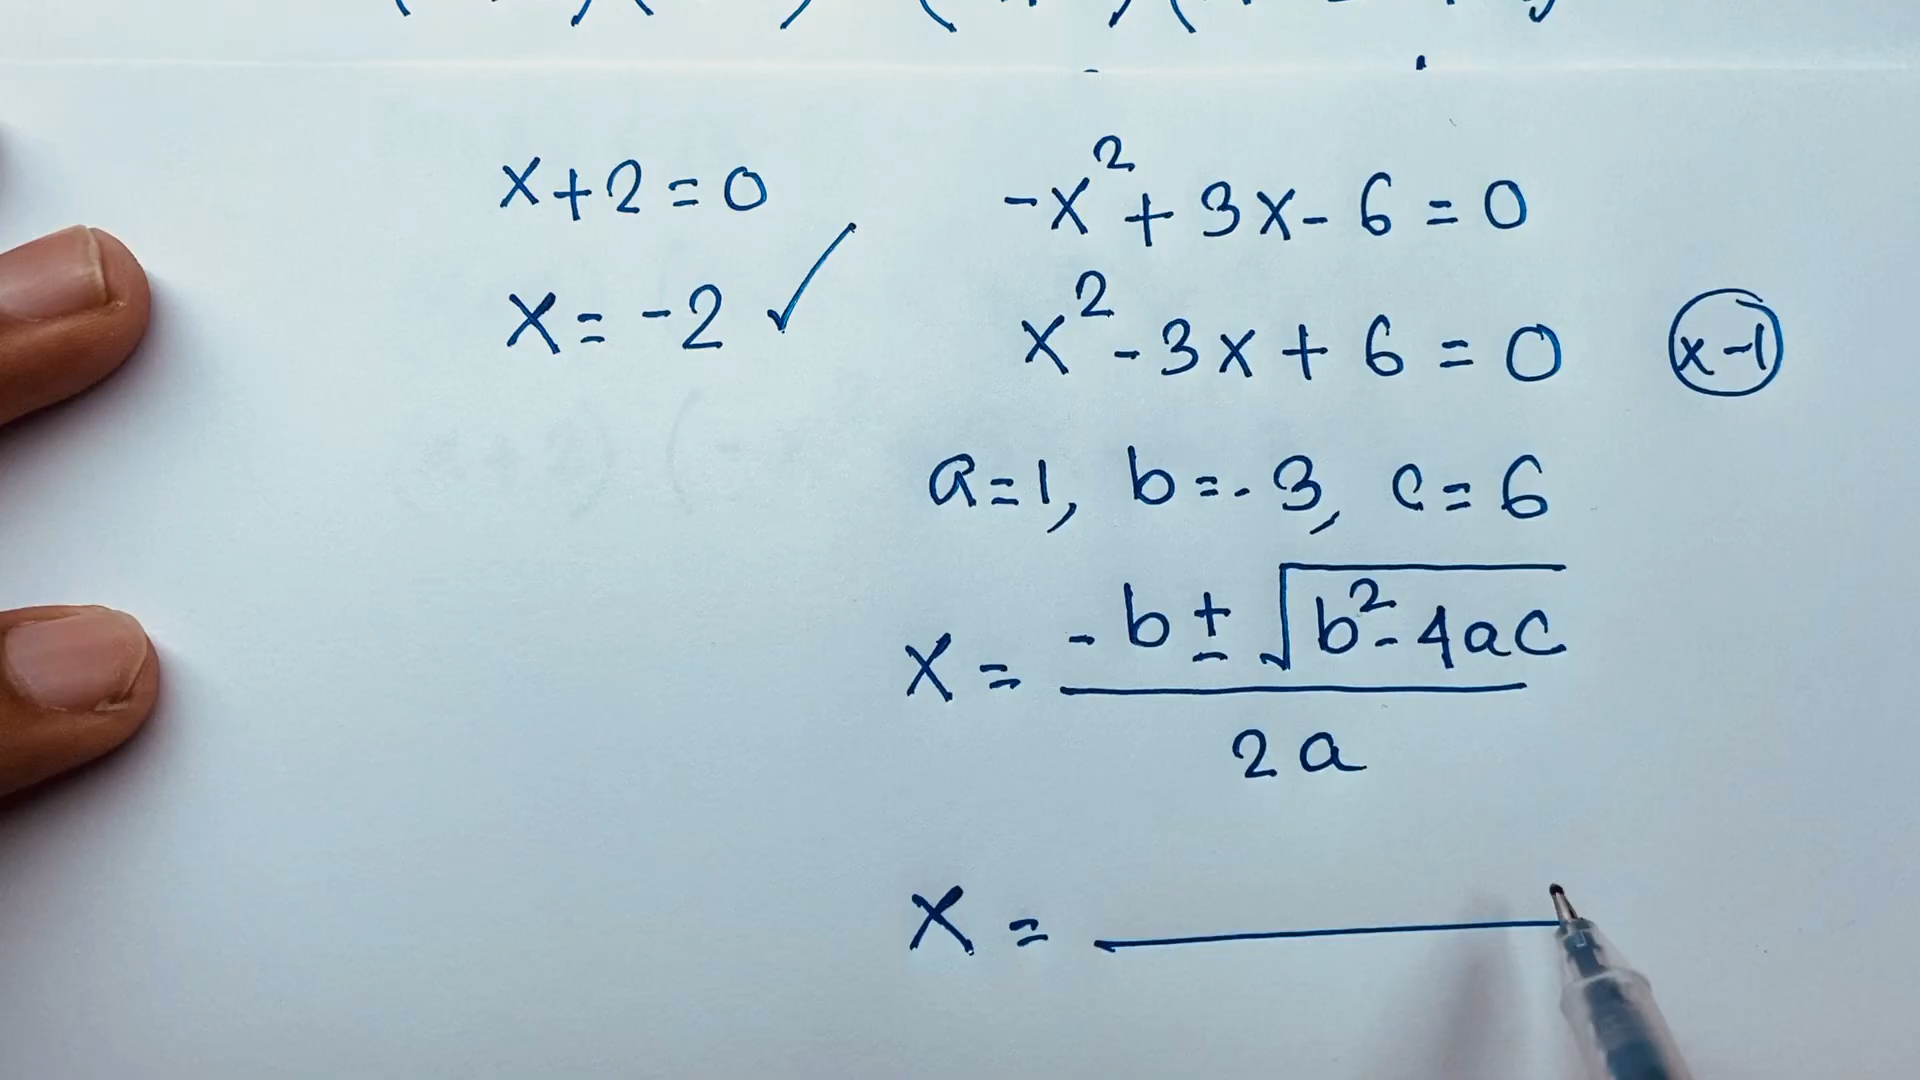 x+2=0
x=-2 ✓
-x²+3x-6=0
x²-3x+6=0 (x-1)
a=1, b=-3, c=6
x = (-b ± √(b²-4ac)) / 2a
x =